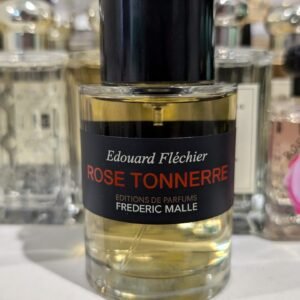 Edouard Fléchier
ROSE TONNERRE
EDITIONS DE PARFUMS
FREDERIC MALLE